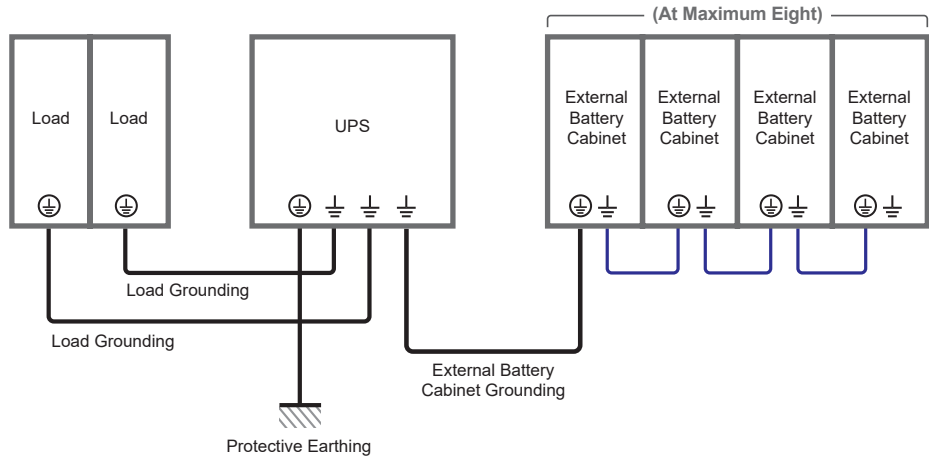 (At Maximum Eight)
Load
Load
UPS
External
Battery
Cabinet
External
Battery
Cabinet
External
Battery
Cabinet
External
Battery
Cabinet
Load Grounding
Load Grounding
External Battery
Cabinet Grounding
Protective Earthing